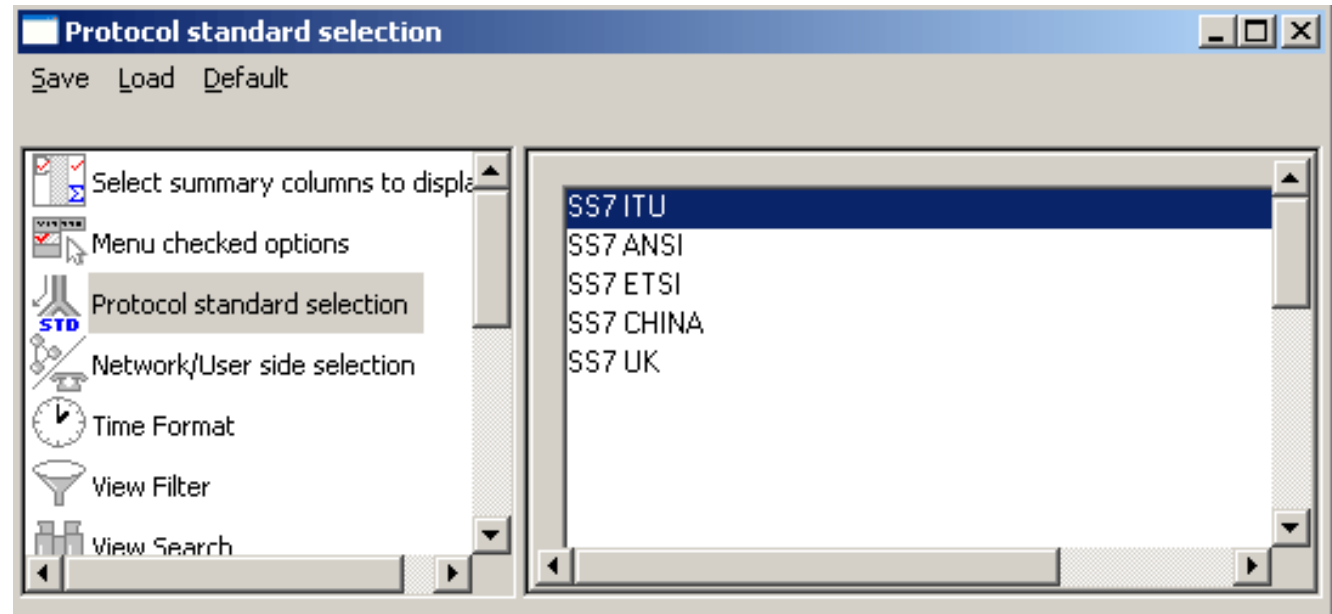 Protocol standard selection
Save Load Default
Select summary columns to displa
Menu checked options
Protocol standard selection
STD
Network/User side selection
Time Format
View Filter
View Search
SS7 ITU
SS7 ANSI
SS7 ETSI
SS7 CHINA
SS7 UK